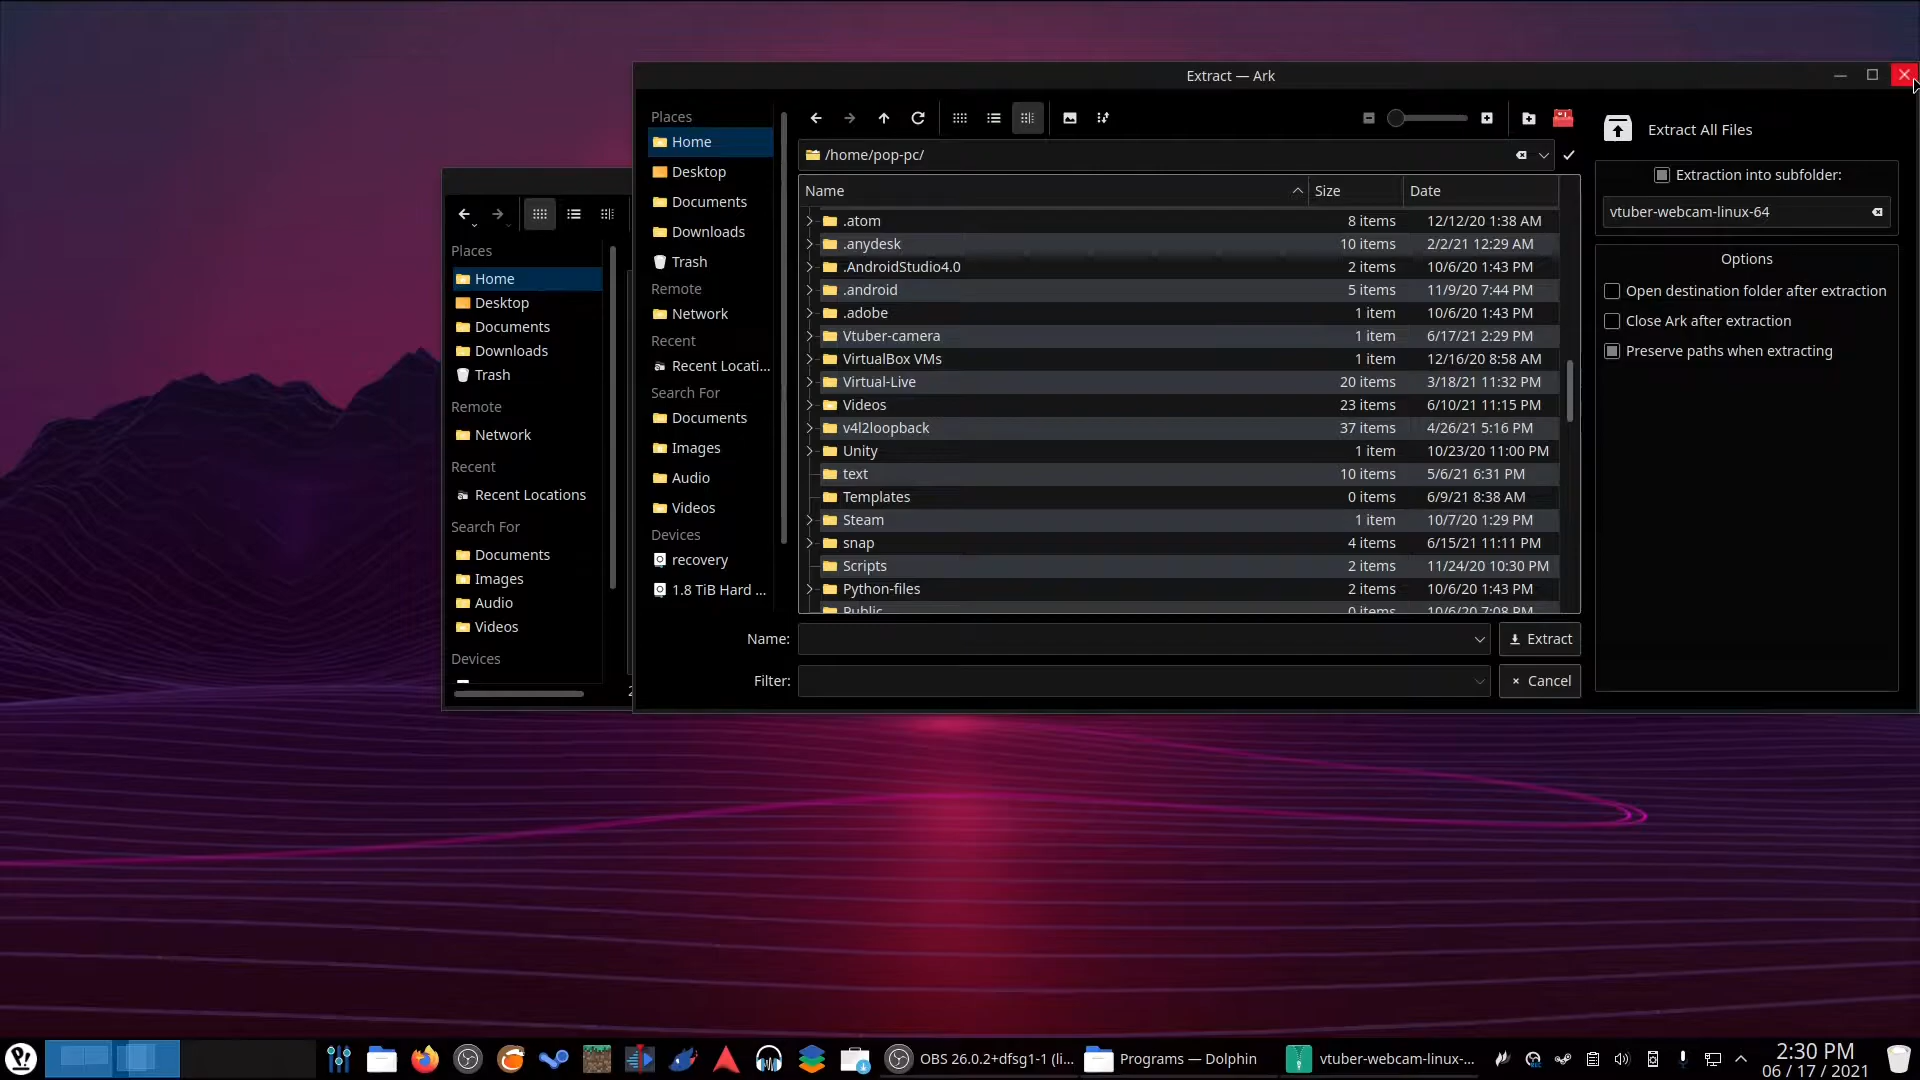 Extract — Ark
Places
Home
Desktop
Documents
Downloads
Trash
Remote
Network
Recent
Recent Locations
Search For
Documents
Images
Audio
Videos
Devices
Places
Home
Desktop
Documents
Downloads
Trash
Remote
Network
Recent
Recent Locati...
Search For
Documents
Images
Audio
Videos
Devices
recovery
1.8 TiB Hard ...
/home/pop-pc/
Name Size Date
.atom 8 items 12/12/20 1:38 AM
.anydesk 10 items 2/2/21 12:29 AM
.AndroidStudio4.0 2 items 10/6/20 1:43 PM
.android 5 items 11/9/20 7:44 PM
.adobe 1 item 10/6/20 1:43 PM
Vtuber-camera 1 item 6/17/21 2:29 PM
VirtualBox VMs 1 item 12/16/20 8:58 AM
Virtual-Live 20 items 3/18/21 11:32 PM
Videos 23 items 6/10/21 11:15 PM
v4l2loopback 37 items 4/26/21 5:16 PM
Unity 1 item 10/23/20 11:00 PM
text 10 items 5/6/21 6:31 PM
Templates 0 items 6/9/21 8:38 AM
Steam 1 item 10/7/20 1:29 PM
snap 4 items 6/15/21 11:11 PM
Scripts 2 items 11/24/20 10:30 PM
Python-files 2 items 10/6/20 1:43 PM
Public 0 items 10/6/20 7:08 PM
Name: Extract
Filter: Cancel
Extract All Files
Extraction into subfolder:
vtuber-webcam-linux-64
Options
Open destination folder after extraction
Close Ark after extraction
Preserve paths when extracting
OBS 26.0.2+dfsg1-1 (li...
Programs — Dolphin
vtuber-webcam-linux-...
2:30 PM
06 / 17 / 2021